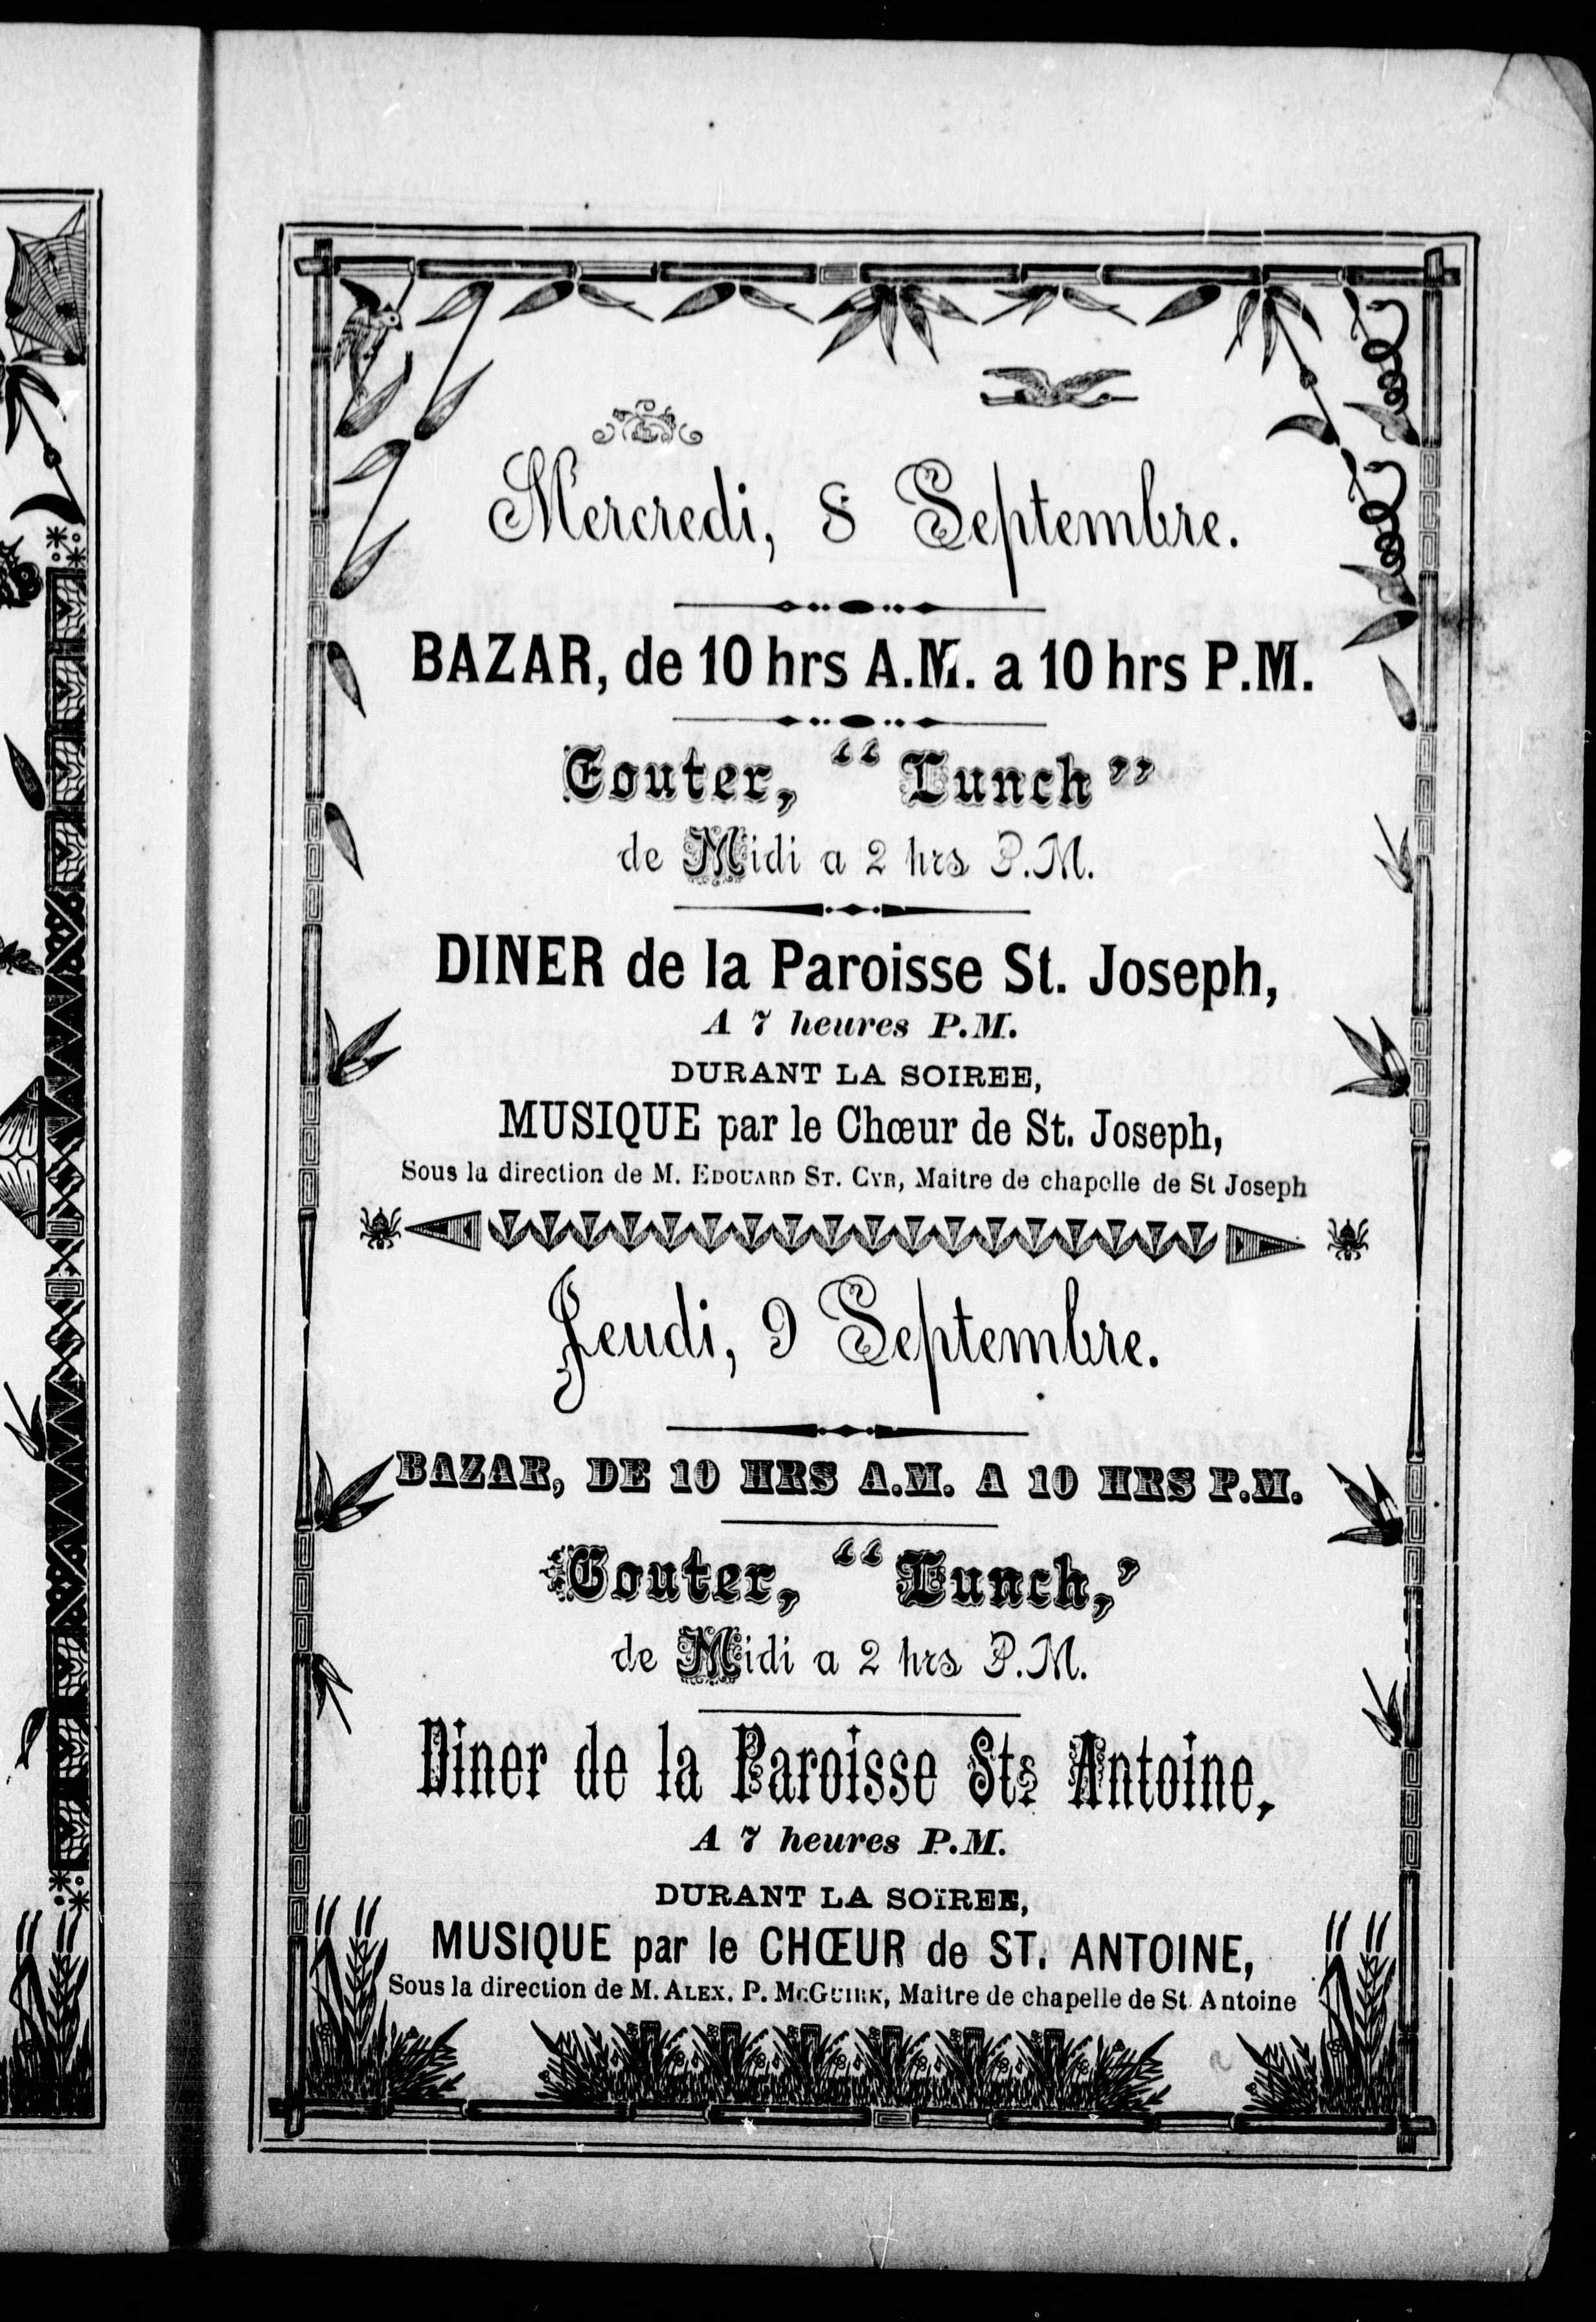 Mercredi, 8 Septembre.
BAZAR, de 10 hrs A.M. a 10 hrs P.M.
Gouter, “ Lunch ”
de Midi a 2 hrs P.M.
DINER de la Paroisse St. Joseph,
A 7 heures P.M.
DURANT LA SOIREE,
MUSIQUE par le Chœur de St. Joseph,
Sous la direction de M. EDOUARD ST. CYR, Maitre de chapelle de St Joseph
Jeudi, 9 Septembre.
BAZAR, DE 10 HRS A.M. A 10 HRS P.M.
Gouter, “ Lunch, ’
de Midi a 2 hrs P.M.
Diner de la Paroisse St. Antoine,
A 7 heures P.M.
DURANT LA SOïREE,
MUSIQUE par le CHŒUR de ST. ANTOINE,
Sous la direction de M. ALEX. P. McGUIRK, Maitre de chapelle de St Antoine